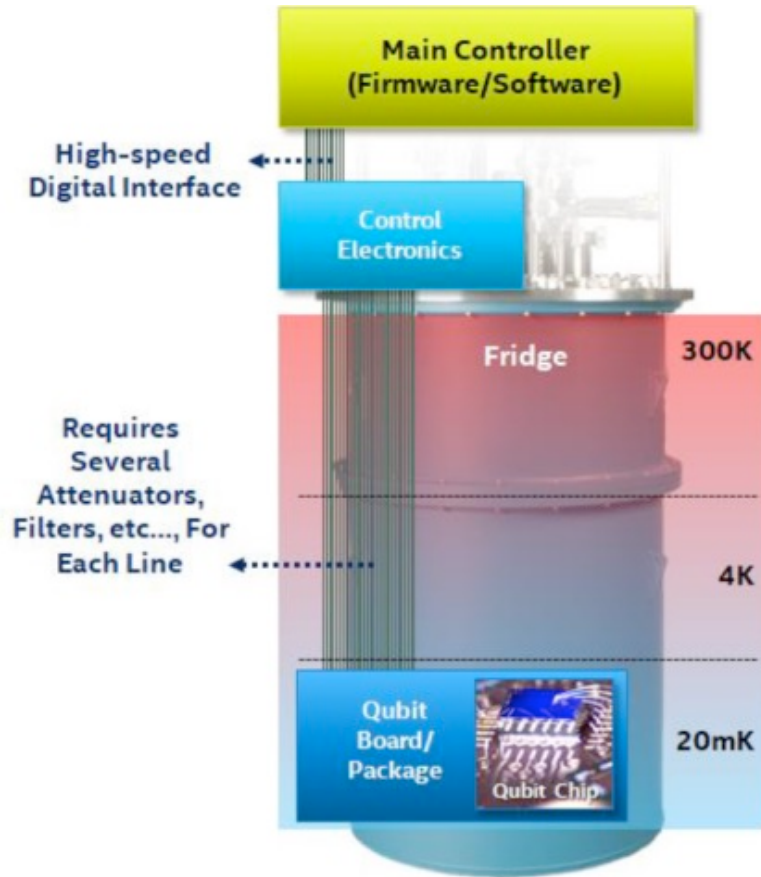 Main Controller
(Firmware/Software)
High-speed
Digital Interface
Control
Electronics
Fridge
300K
Requires
Several
Attenuators,
Filters, etc..., For
Each Line
4K
Qubit
Board/
Package
Qubit Chip
20mK